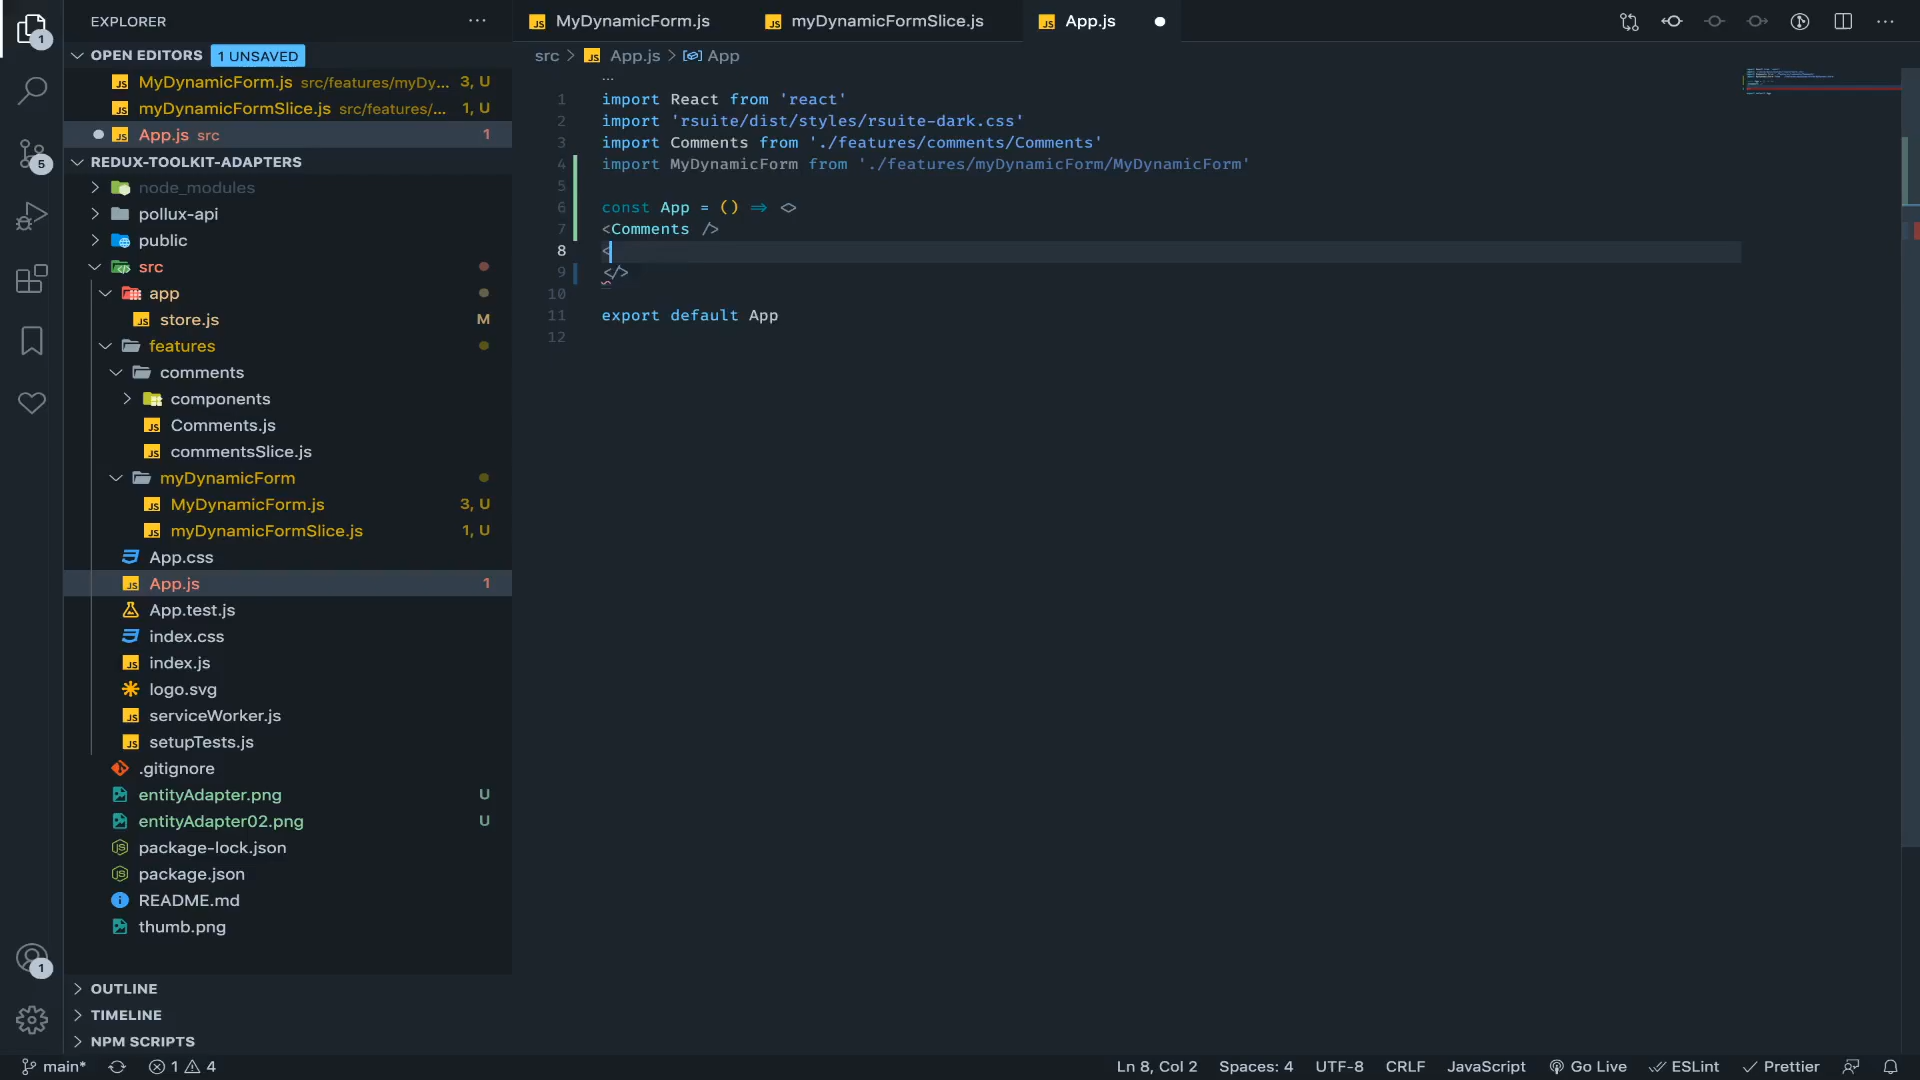 EXPLORER
OPEN EDITORS 1 UNSAVED
MyDynamicForm.js src/features/myDy... 3, U
myDynamicFormSlice.js src/features/... 1, U
App.js src 1
REDUX-TOOLKIT-ADAPTERS
node_modules
pollux-api
public
src
app
store.js M
features
comments
components
Comments.js
commentsSlice.js
myDynamicForm
MyDynamicForm.js 3, U
myDynamicFormSlice.js 1, U
App.css
App.js 1
App.test.js
index.css
index.js
logo.svg
serviceWorker.js
setupTests.js
.gitignore
entityAdapter.png U
entityAdapter02.png U
package-lock.json
package.json
README.md
thumb.png
OUTLINE
TIMELINE
NPM SCRIPTS
1
5
1
MyDynamicForm.js myDynamicFormSlice.js App.js
src > App.js > App
...
1 import React from 'react'
2 import 'rsuite/dist/styles/rsuite-dark.css'
3 import Comments from './features/comments/Comments'
4 import MyDynamicForm from './features/myDynamicForm/MyDynamicForm'
5
6 const App = () => <>
7 <Comments />
8 <
9 </>
10
11 export default App
12
main* 1 4 Ln 8, Col 2 Spaces: 4 UTF-8 CRLF JavaScript Go Live ESLint Prettier